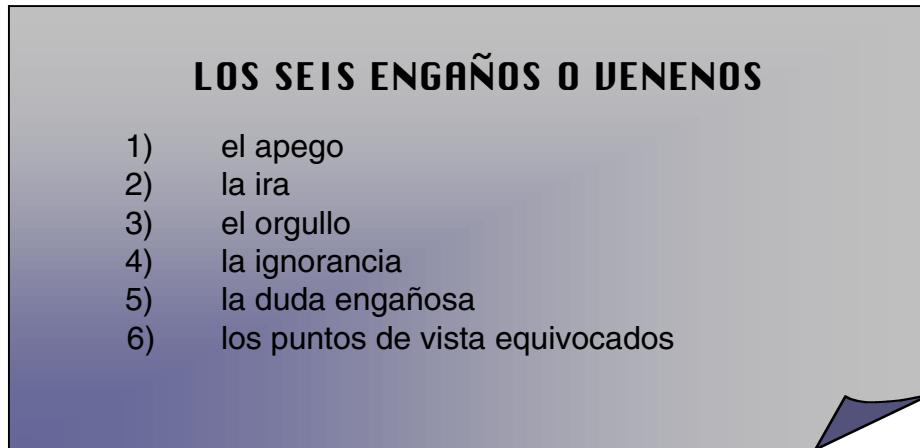 LOS SEIS ENGAÑOS O VENENOS
1) el apego
2) la ira
3) el orgullo
4) la ignorancia
5) la duda engañosa
6) los puntos de vista equivocados